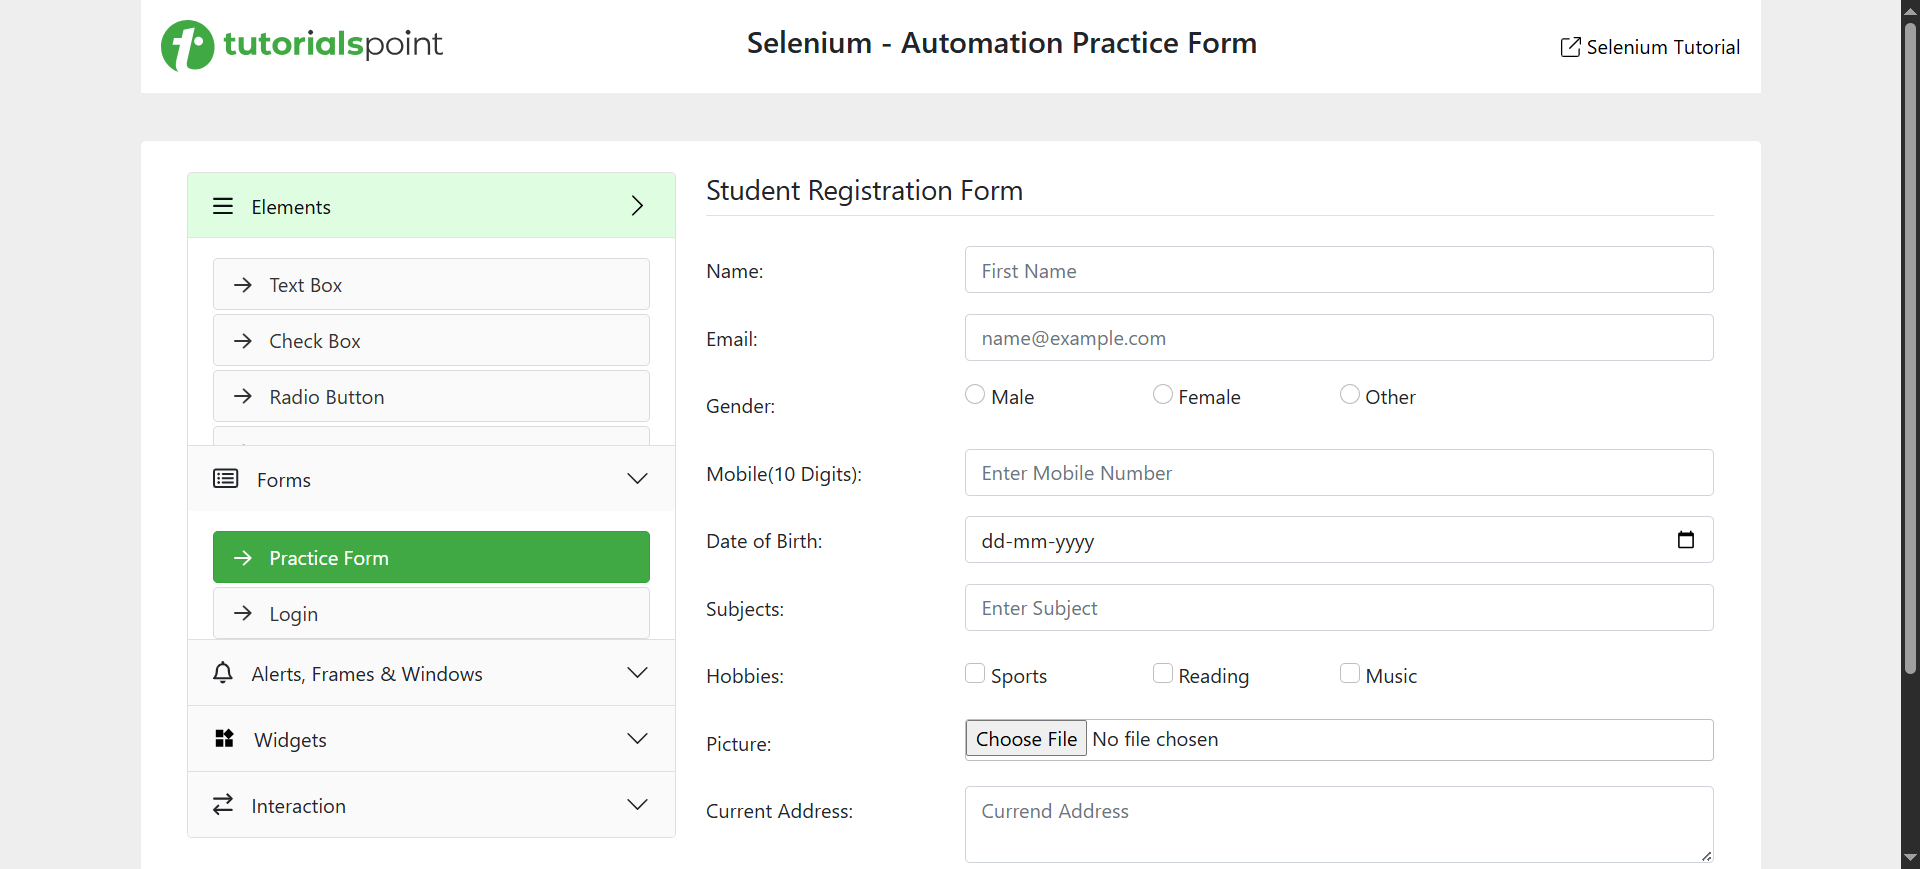 tutorialspoint
Selenium - Automation Practice Form
Selenium Tutorial
Elements
Text Box
Check Box
Radio Button
Forms
Practice Form
Login
Alerts, Frames & Windows
Widgets
Interaction
Student Registration Form
Name:
First Name
Email:
name@example.com
Gender:
Male Female Other
Mobile(10 Digits):
Enter Mobile Number
Date of Birth:
dd-mm-yyyy
Subjects:
Enter Subject
Hobbies:
Sports Reading Music
Picture:
Choose File No file chosen
Current Address:
Currend Address